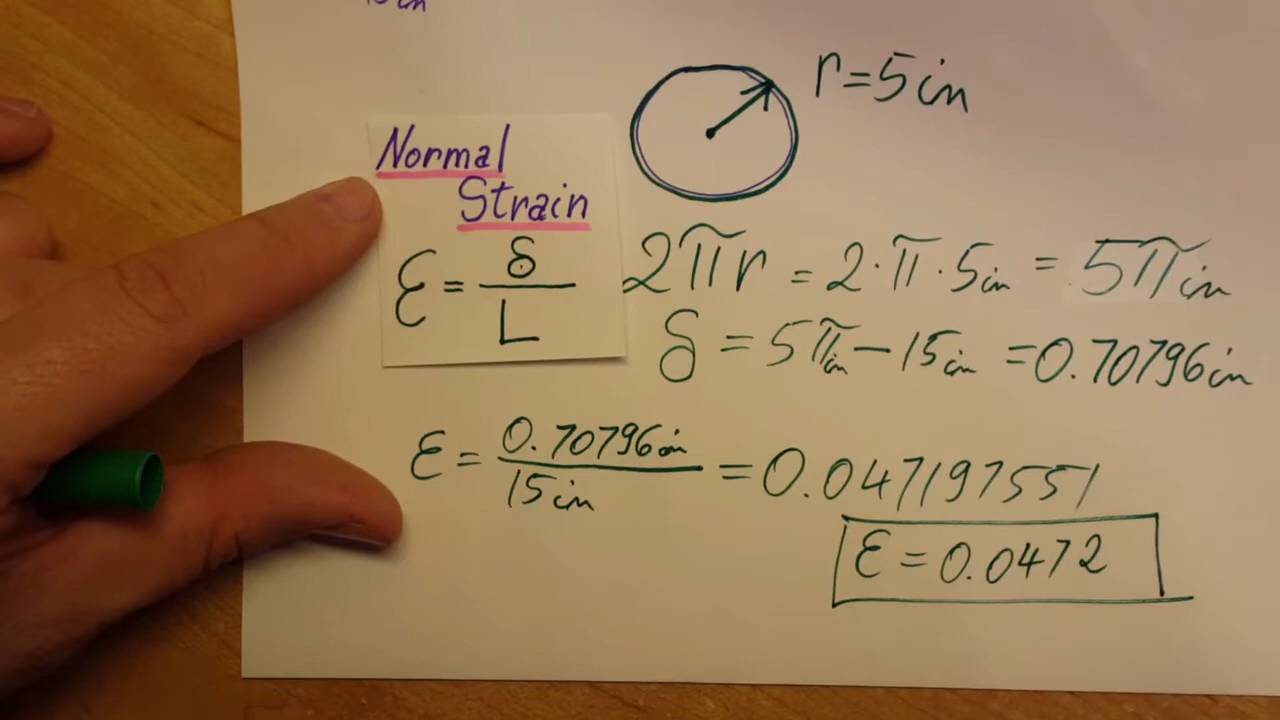 r=5in
Normal
Strain
ε = δ/L
2πr = 2·π·5in = 5πin
δ = 5πin − 15in = 0.70796in
ε = 0.70796in/15in = 0.047197551
ε = 0.0472